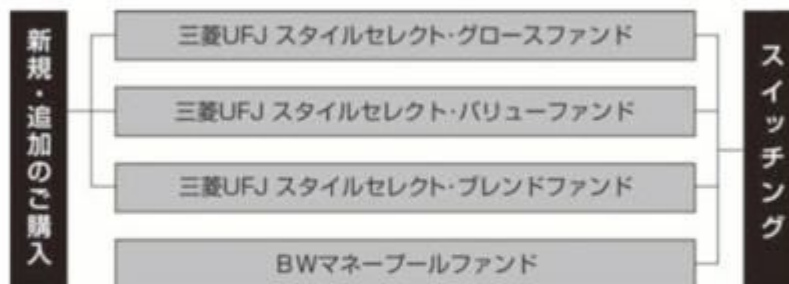 新規・追加のご購入
三菱UFJ スタイルセレクト・グロースファンド
三菱UFJ スタイルセレクト・バリューファンド
三菱UFJ スタイルセレクト・ブレンドファンド
BWマネープールファンド
スイッチング